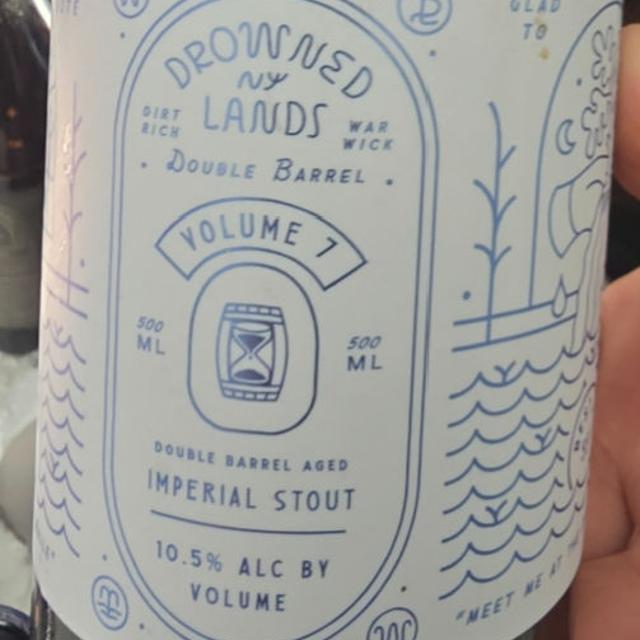 DROWNED
NY
LANDS
DIRT
RICH
WAR
WICK
DOUBLE BARREL
VOLUME 7
500
ML
500
ML
DOUBLE BARREL AGED
IMPERIAL STOUT
10.5% ALC BY
VOLUME
GLAD
TO
"MEET ME AT